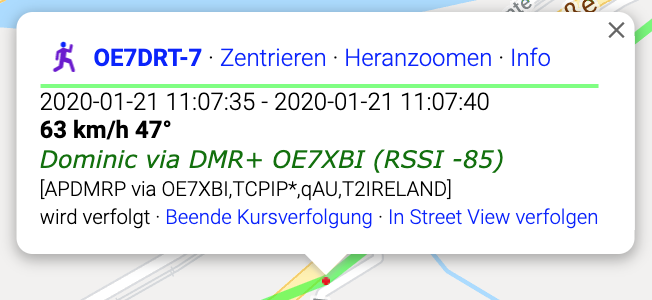 OE7DRT-7 · Zentrieren · Heranzoomen · Info
2020-01-21 11:07:35 - 2020-01-21 11:07:40
63 km/h 47°
Dominic via DMR+ OE7XBI (RSSI -85)
[APDMRP via OE7XBI,TCPIP*,qAU,T2IRELAND]
wird verfolgt · Beende Kursverfolgung · In Street View verfolgen